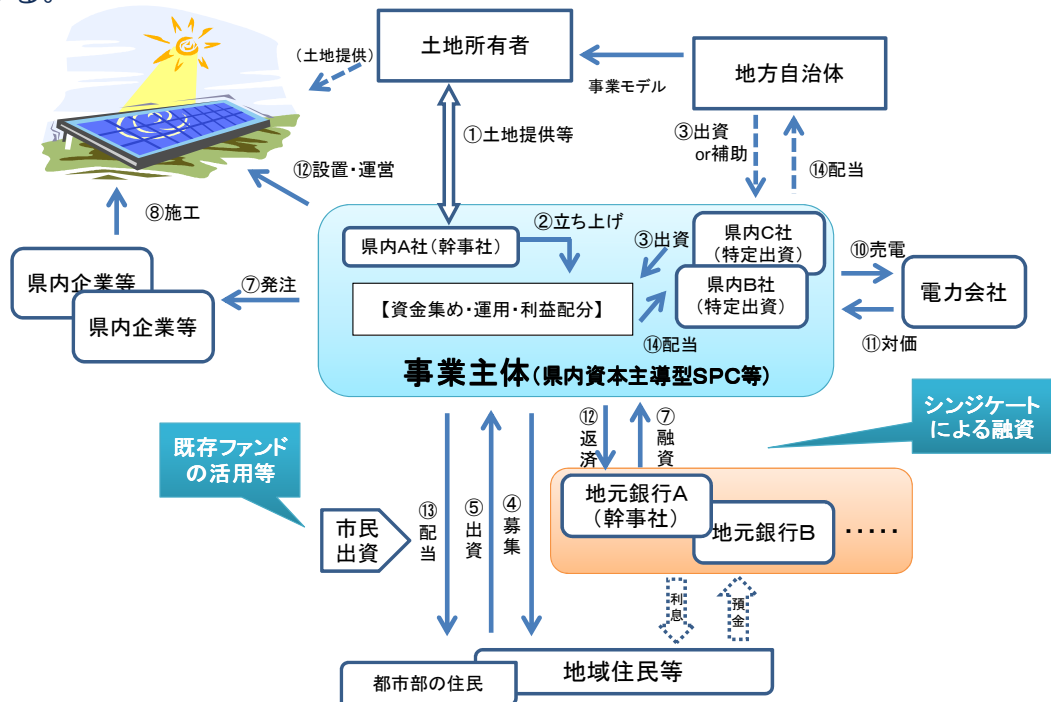 る。
土地所有者
地方自治体
(土地提供)
事業モデル
①土地提供等
③出資
or補助
⑭配当
⑫設置・運営
⑧施工
県内A社(幹事社)
②立ち上げ
③出資
県内C社
(特定出資)
県内B社
(特定出資)
⑩売電
電力会社
⑪対価
県内企業等
県内企業等
⑦発注
【資金集め・運用・利益配分】
⑭配当
事業主体(県内資本主導型SPC等)
シンジケート
による融資
既存ファンド
の活用等
⑫返済
⑦融資
市民
出資
⑬配当
⑤出資
④募集
地元銀行A
(幹事社)
地元銀行B
・・・・・
利息
預金
地域住民等
都市部の住民